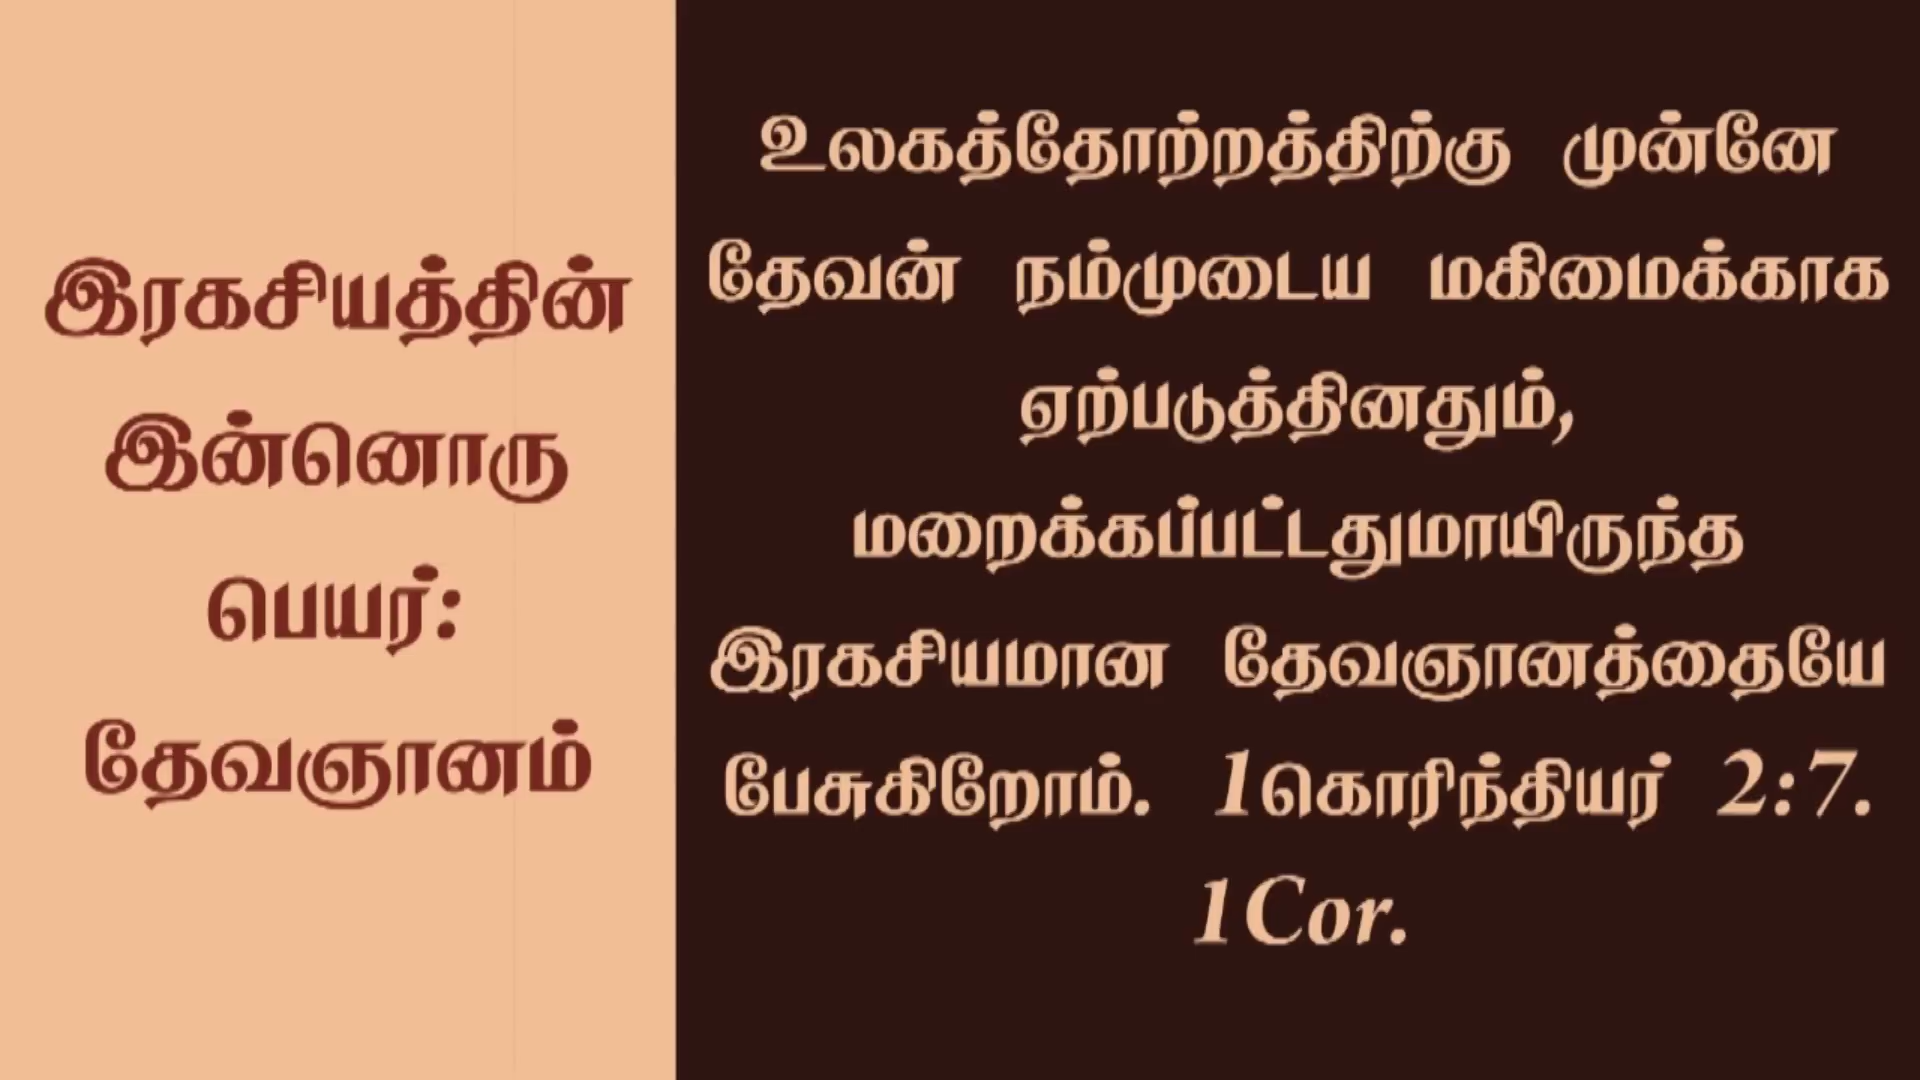 இரகசியத்தின்
இன்னொரு
பெயர்:
தேவஞானம்
உலகத்தோற்றத்திற்கு முன்னே
தேவன் நம்முடைய மகிமைக்காக
ஏற்படுத்தினதும்,
மறைக்கப்பட்டதுமாயிருந்த
இரகசியமான தேவஞானத்தையே
பேசுகிறோம். 1கொரிந்தியர் 2:7.
1Cor.